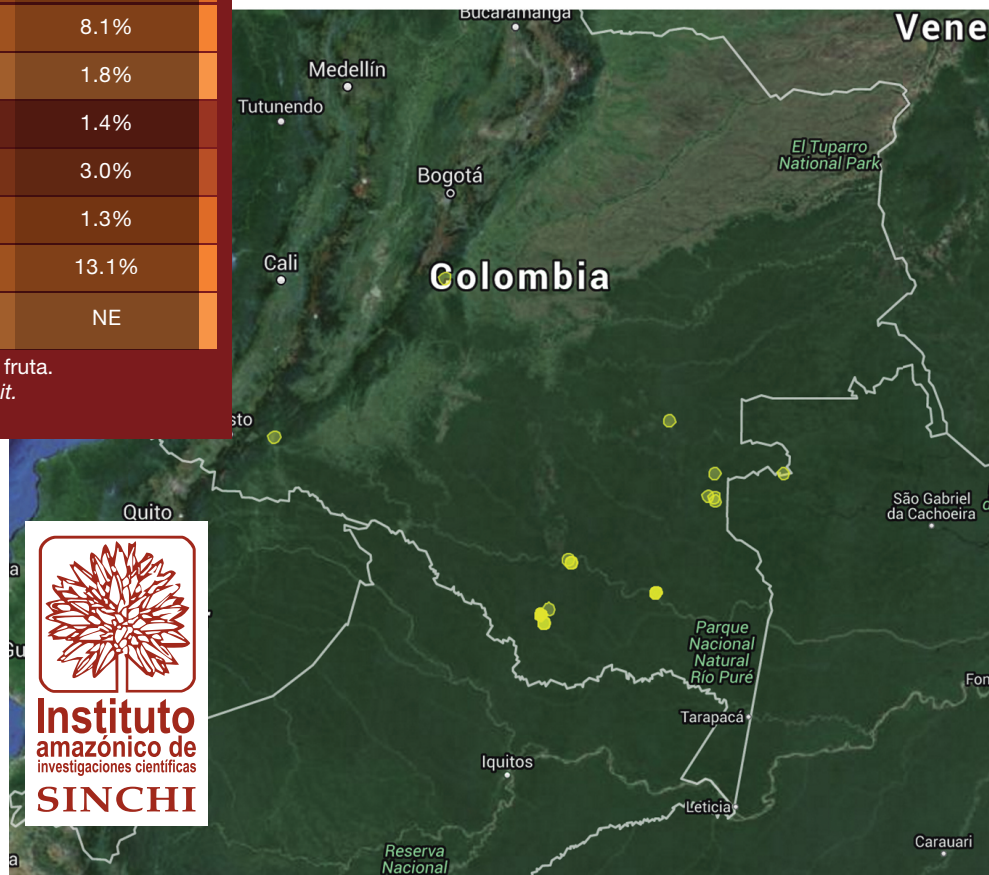 8.1%
1.8%
1.4%
3.0%
1.3%
13.1%
NE
fruta.
it.
Bucaramanga
Vene
Medellín
Tutunendo
El Tuparro
National Park
Bogotá
Cali
Colombia
sto
São Gabriel
da Cachoeira
Quito
a
Gu
Parque
Nacional
Natural
Río Puré
Fon
Tarapacá
Iquitos
Leticia
Carauari
Reserva
Nacional
a
Instituto
amazónico de
investigaciones científicas
SINCHI